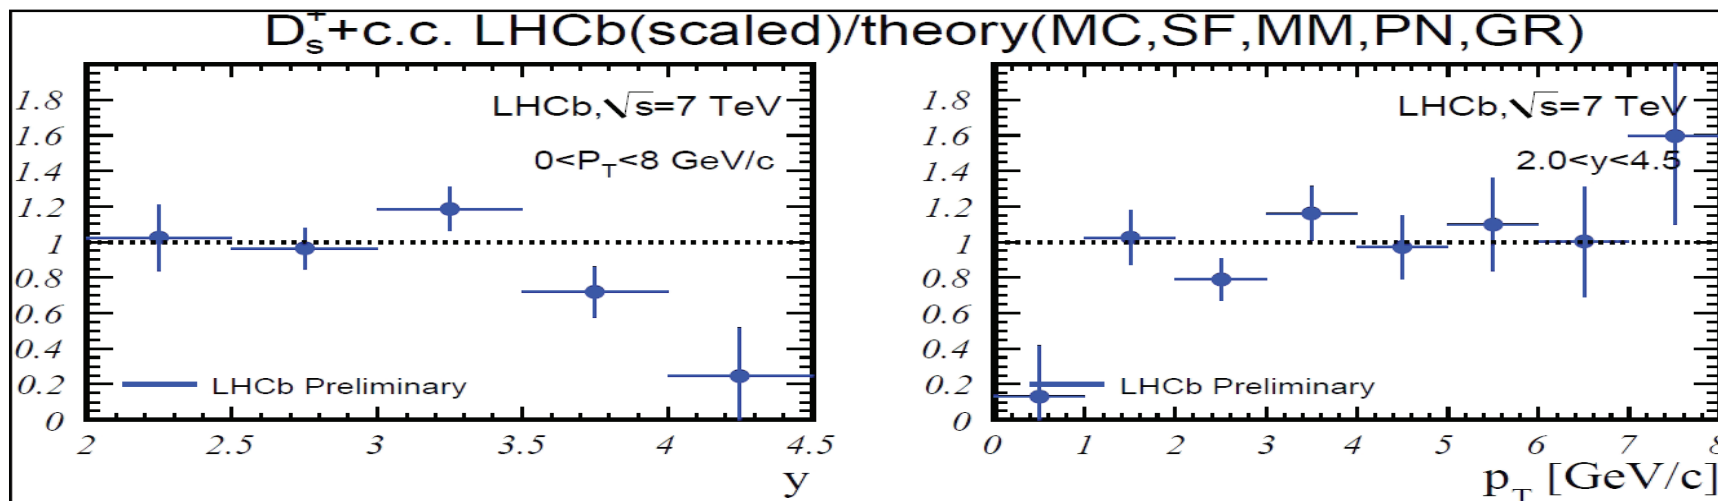 D_s^++c.c. LHCb(scaled)/theory(MC,SF,MM,PN,GR)
LHCb,√s=7 TeV
0<P_T<8 GeV/c
1.8
1.6
1.4
1.2
1
0.8
0.6
0.4
0.2
0
LHCb Preliminary
2 2.5 3 3.5 4 4.5
y
LHCb,√s=7 TeV
2.0<y<4.5
1.8
1.6
1.4
1.2
1
0.8
0.6
0.4
0.2
0
LHCb Preliminary
0 1 2 3 4 5 6 7 8
p_T [GeV/c]